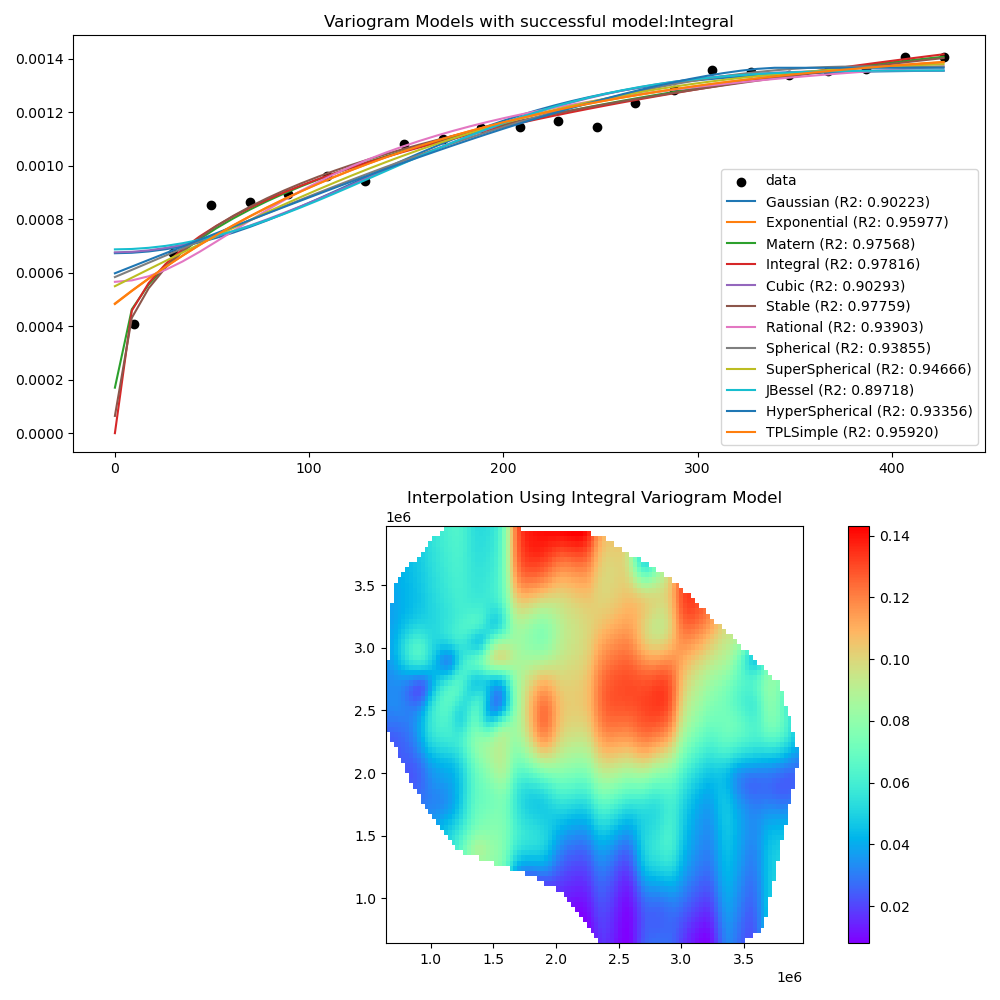 Variogram Models with successful model:Integral
0.0014
0.0012
0.0010
0.0008
0.0006
0.0004
0.0002
0.0000
data
Gaussian (R2: 0.90223)
Exponential (R2: 0.95977)
Matern (R2: 0.97568)
Integral (R2: 0.97816)
Cubic (R2: 0.90293)
Stable (R2: 0.97759)
Rational (R2: 0.93903)
Spherical (R2: 0.93855)
SuperSpherical (R2: 0.94666)
JBessel (R2: 0.89718)
HyperSpherical (R2: 0.93356)
TPLSimple (R2: 0.95920)
0 100 200 300 400
Interpolation Using Integral Variogram Model
1e6
3.5
3.0
2.5
2.0
1.5
1.0
1.0 1.5 2.0 2.5 3.0 3.5
1e6
0.14
0.12
0.10
0.08
0.06
0.04
0.02